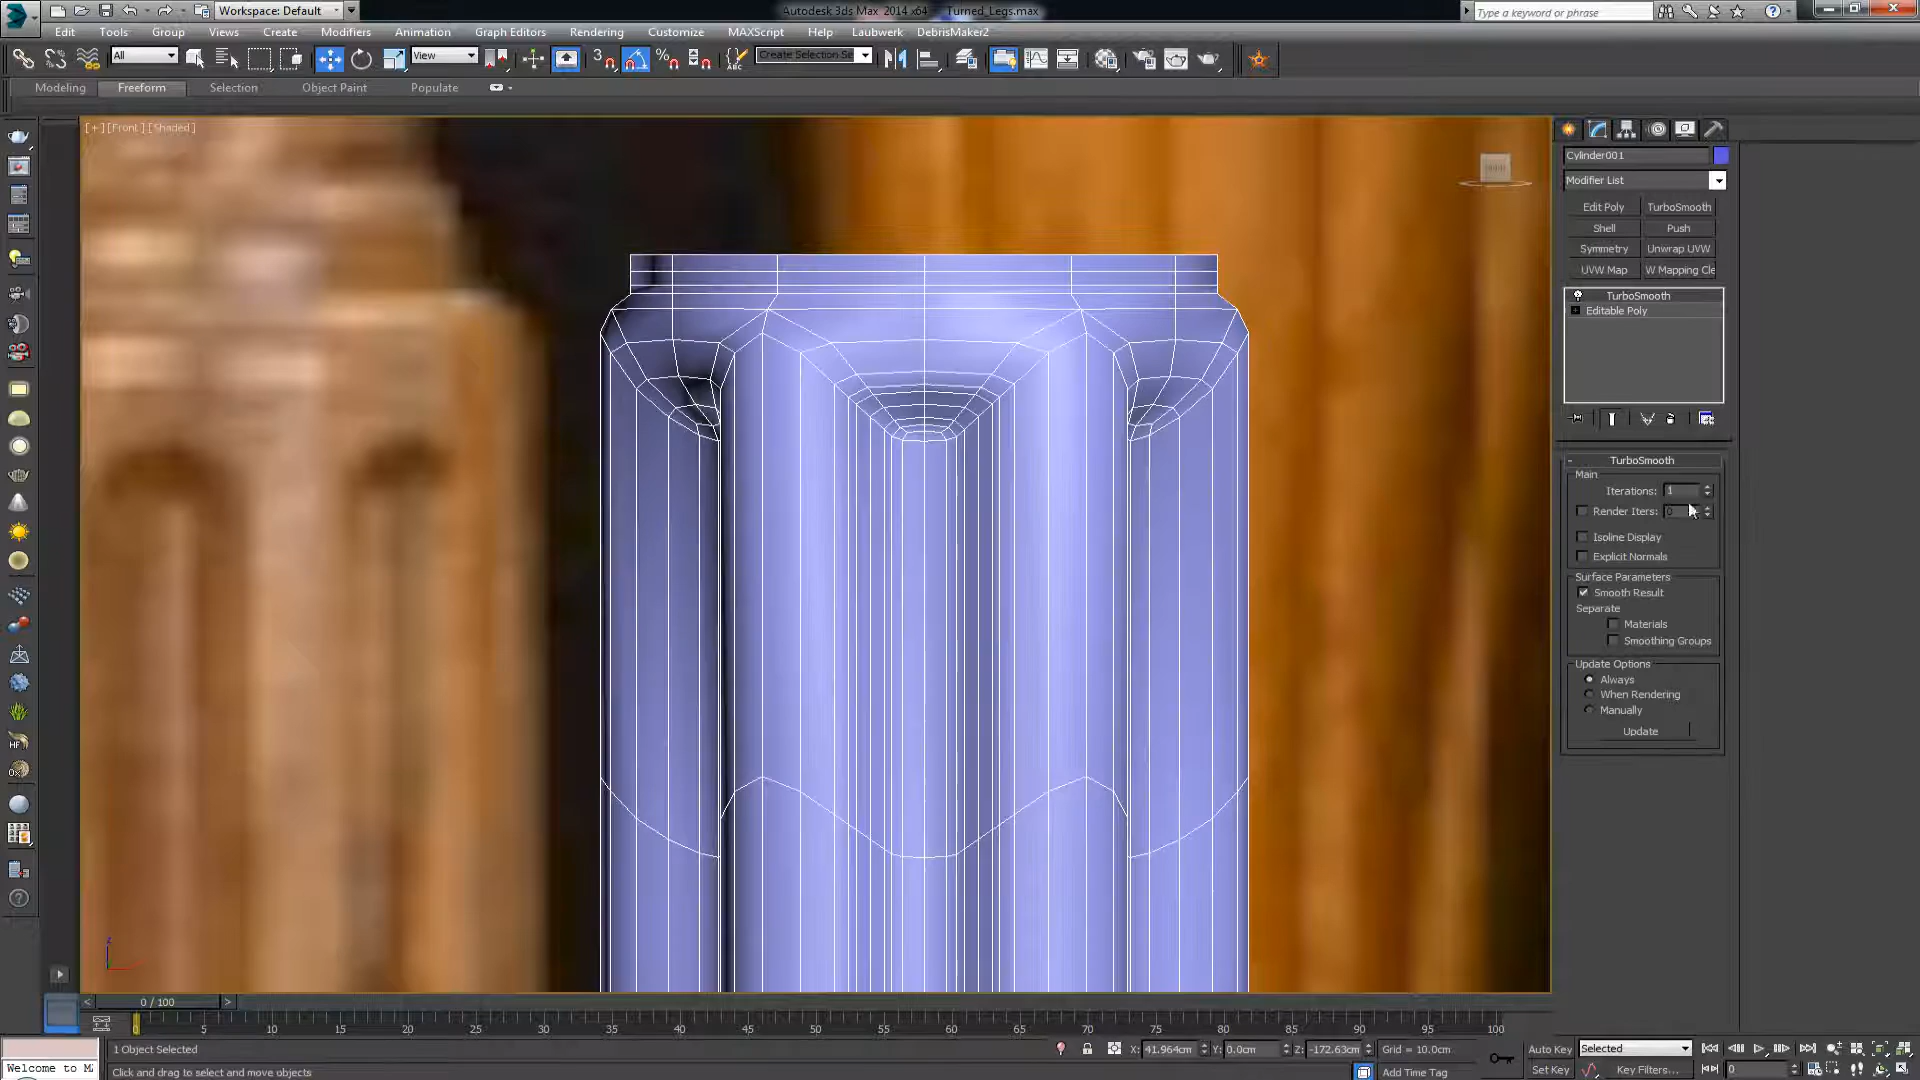 Workspace: Default
Autodesk 3ds Max 2014 x64
Turned_Legs.max
Type a keyword or phrase
Edit Tools Group Views Create Modifiers Animation Graph Editors Rendering Customize MAXScript Help Laubwerk DebrisMaker2
All
View
3
Create Selection Se
Modeling Freeform Selection Object Paint Populate
[+][Front][Shaded]
Cylinder001
Modifier List
Edit Poly TurboSmooth
Shell Push
Symmetry Unwrap UVW
UVW Map W Mapping Cle
TurboSmooth
Editable Poly
TurboSmooth
Main
Iterations: 1
Render Iters: 0
Isoline Display
Explicit Normals
Surface Parameters
Smooth Result
Separate
Materials
Smoothing Groups
Update Options
Always
When Rendering
Manually
Update
HF
z
< 0 / 100 >
0 5 10 15 20 25 30 35 40 45 50 55 60 65 70 75 80 85 90 95 100
1 Object Selected
X: 41.964cm Y: 0.0cm Z: -172.63cm Grid = 10.0cm
Auto Key Selected
Welcome to M
Click and drag to select and move objects
Add Time Tag
Set Key Key Filters... 0